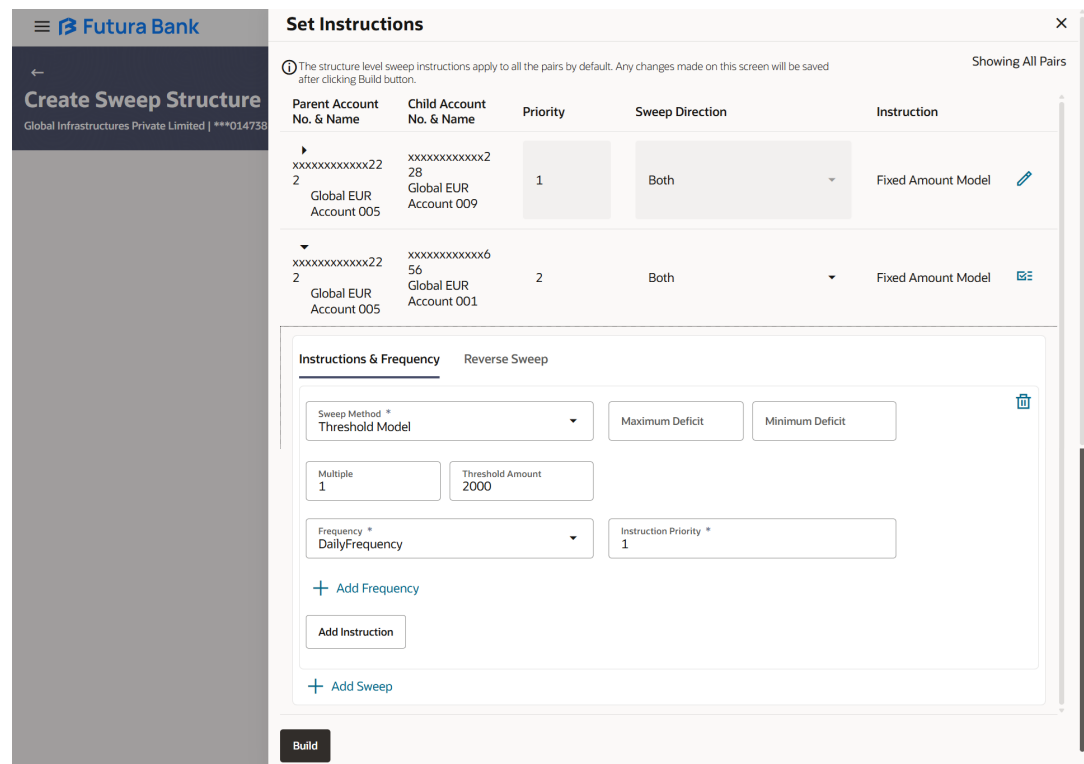 Futura Bank
Create Sweep Structure
Global Infrastructures Private Limited | ***014738
Set Instructions
The structure level sweep instructions apply to all the pairs by default. Any changes made on this screen will be saved
after clicking Build button.
Showing All Pairs
Parent Account
No. & Name
Child Account
No. & Name
Priority
Sweep Direction
Instruction
xxxxxxxxxxxx22
2
Global EUR
Account 005
xxxxxxxxxxxx2
28
Global EUR
Account 009
1
Both
Fixed Amount Model
xxxxxxxxxxxx22
2
Global EUR
Account 005
xxxxxxxxxxxx6
56
Global EUR
Account 001
2
Both
Fixed Amount Model
Instructions & Frequency
Reverse Sweep
Sweep Method *
Threshold Model
Maximum Deficit
Minimum Deficit
Multiple
1
Threshold Amount
2000
Frequency *
DailyFrequency
Instruction Priority *
1
Add Frequency
Add Instruction
Add Sweep
Build